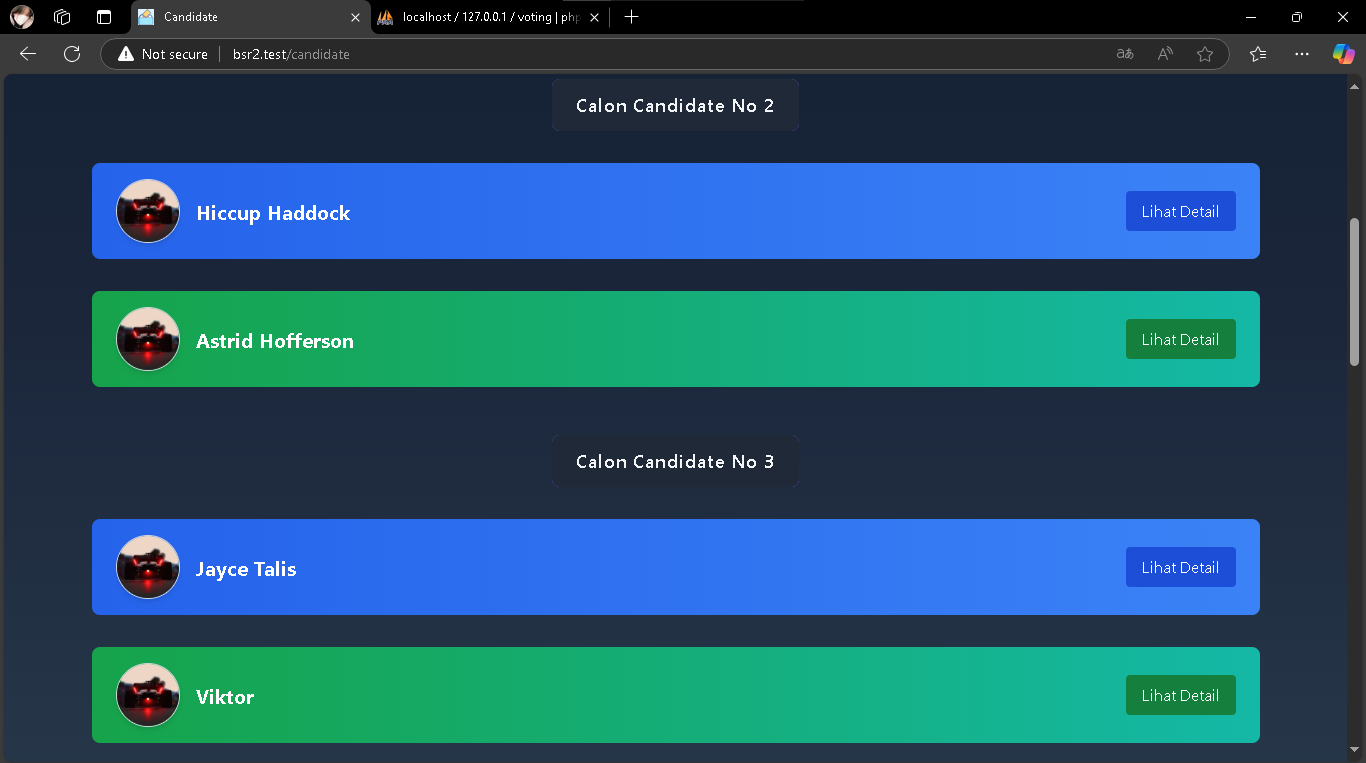 Candidate
localhost / 127.0.0.1 / voting | php
Not secure
bsr2.test/candidate
Calon Candidate No 2
Hiccup Haddock
Lihat Detail
Astrid Hofferson
Lihat Detail
Calon Candidate No 3
Jayce Talis
Lihat Detail
Viktor
Lihat Detail